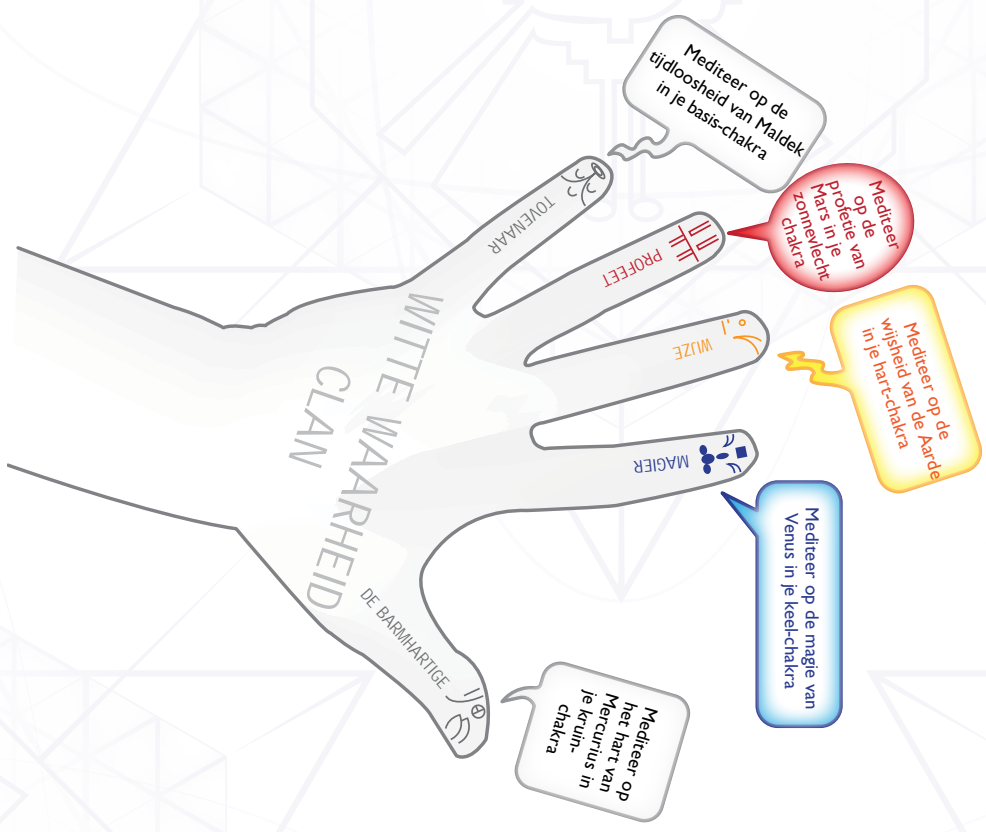 Mediteer op de
tijdloosheid van Maldek
in je basis-chakra
TOVENAAR
Mediteer
op de
profetie van
Mars in je
zonnevlecht
chakra
PROFEET
Mediteer op de
wijsheid van de Aarde
in je hart-chakra
WIJZE
Mediteer op de magie van
Venus in je keel-chakra
MAGIER
WITTE WAARHEID
CLAN
DE BARMHARTIGE
Mediteer op
het hart van
Mercurius in
je kruin-
chakra